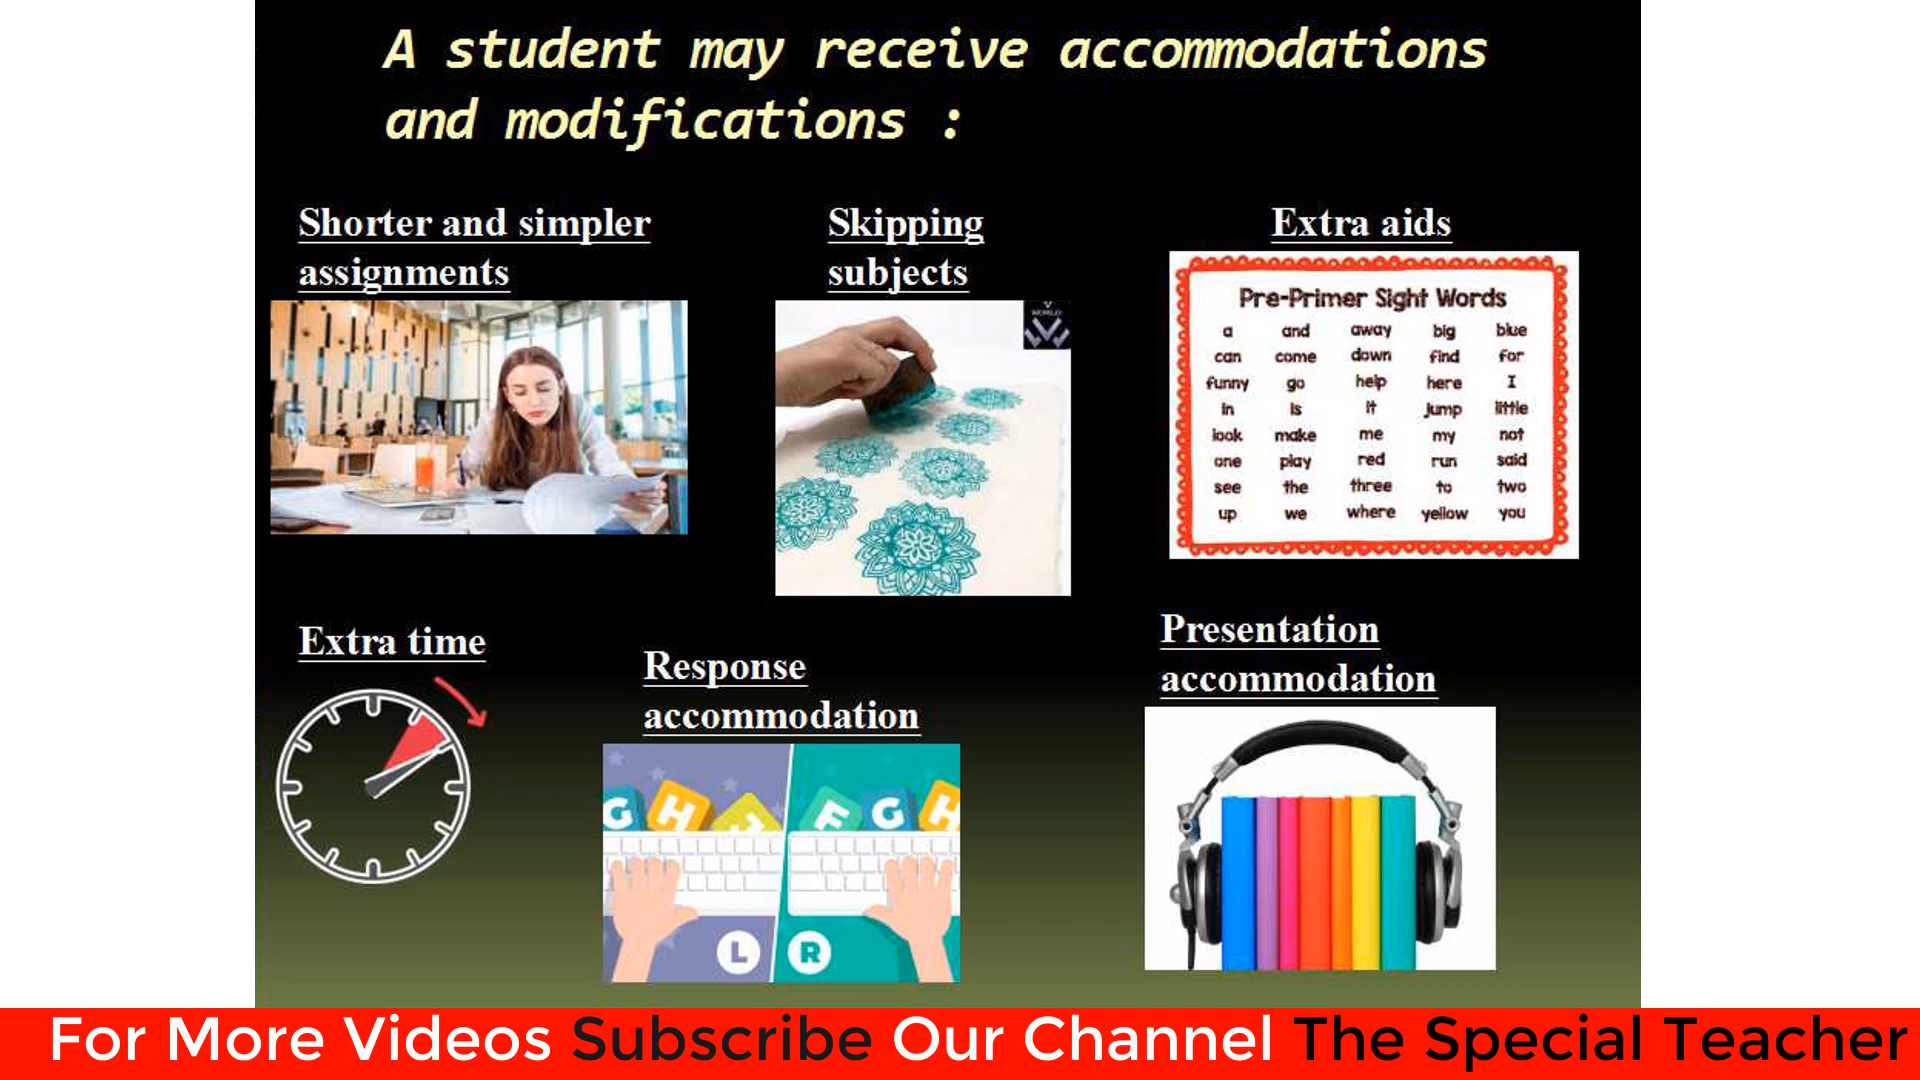 A student may receive accommodations
and modifications :
Shorter and simpler
assignments
Skipping
subjects
WORLD
Extra aids
Pre-Primer Sight Words
a and away big blue
can come down find for
funny go help here I
in is it jump little
look make me my not
one play red run said
see the three to two
up we where yellow you
Extra time
Response
accommodation
G H J F G H
L R
Presentation
accommodation
For More Videos Subscribe Our Channel The Special Teacher